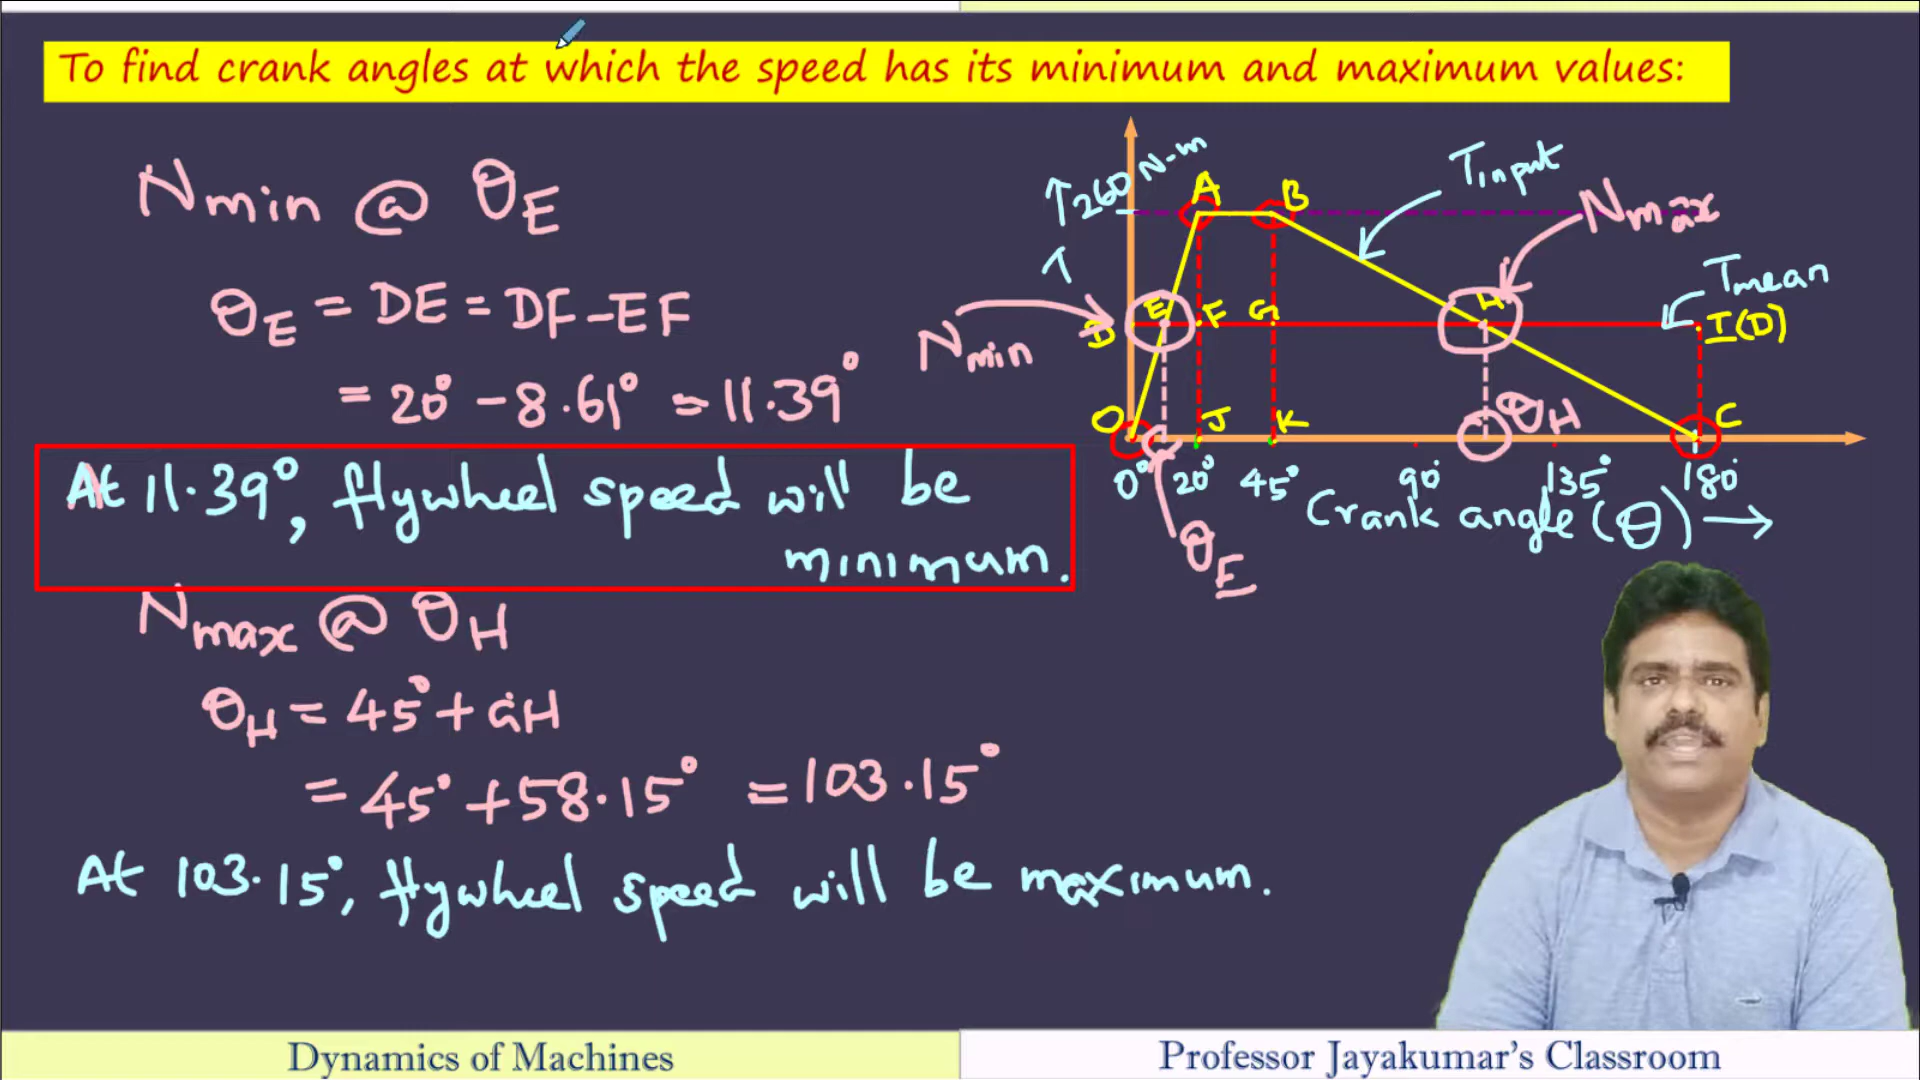 To find crank angles at which the speed has its minimum and maximum values:
Nmin @ θE
θE = DE = DF - EF
= 20° - 8.61° = 11.39°
At 11.39°, flywheel speed will be
minimum.
Nmax @ θH
θH = 45° + GH
= 45° + 58.15° = 103.15°
At 103.15°, flywheel speed will be maximum.
↑260 N-m
T
A
B
Tinput
Nmax
Tmean
Nmin
D
E
F
G
H
I(D)
O
J
K
θH
C
0° 20° 45° 90° 135° 180°
Crank angle (θ) →
θE
Dynamics of Machines
Professor Jayakumar's Classroom